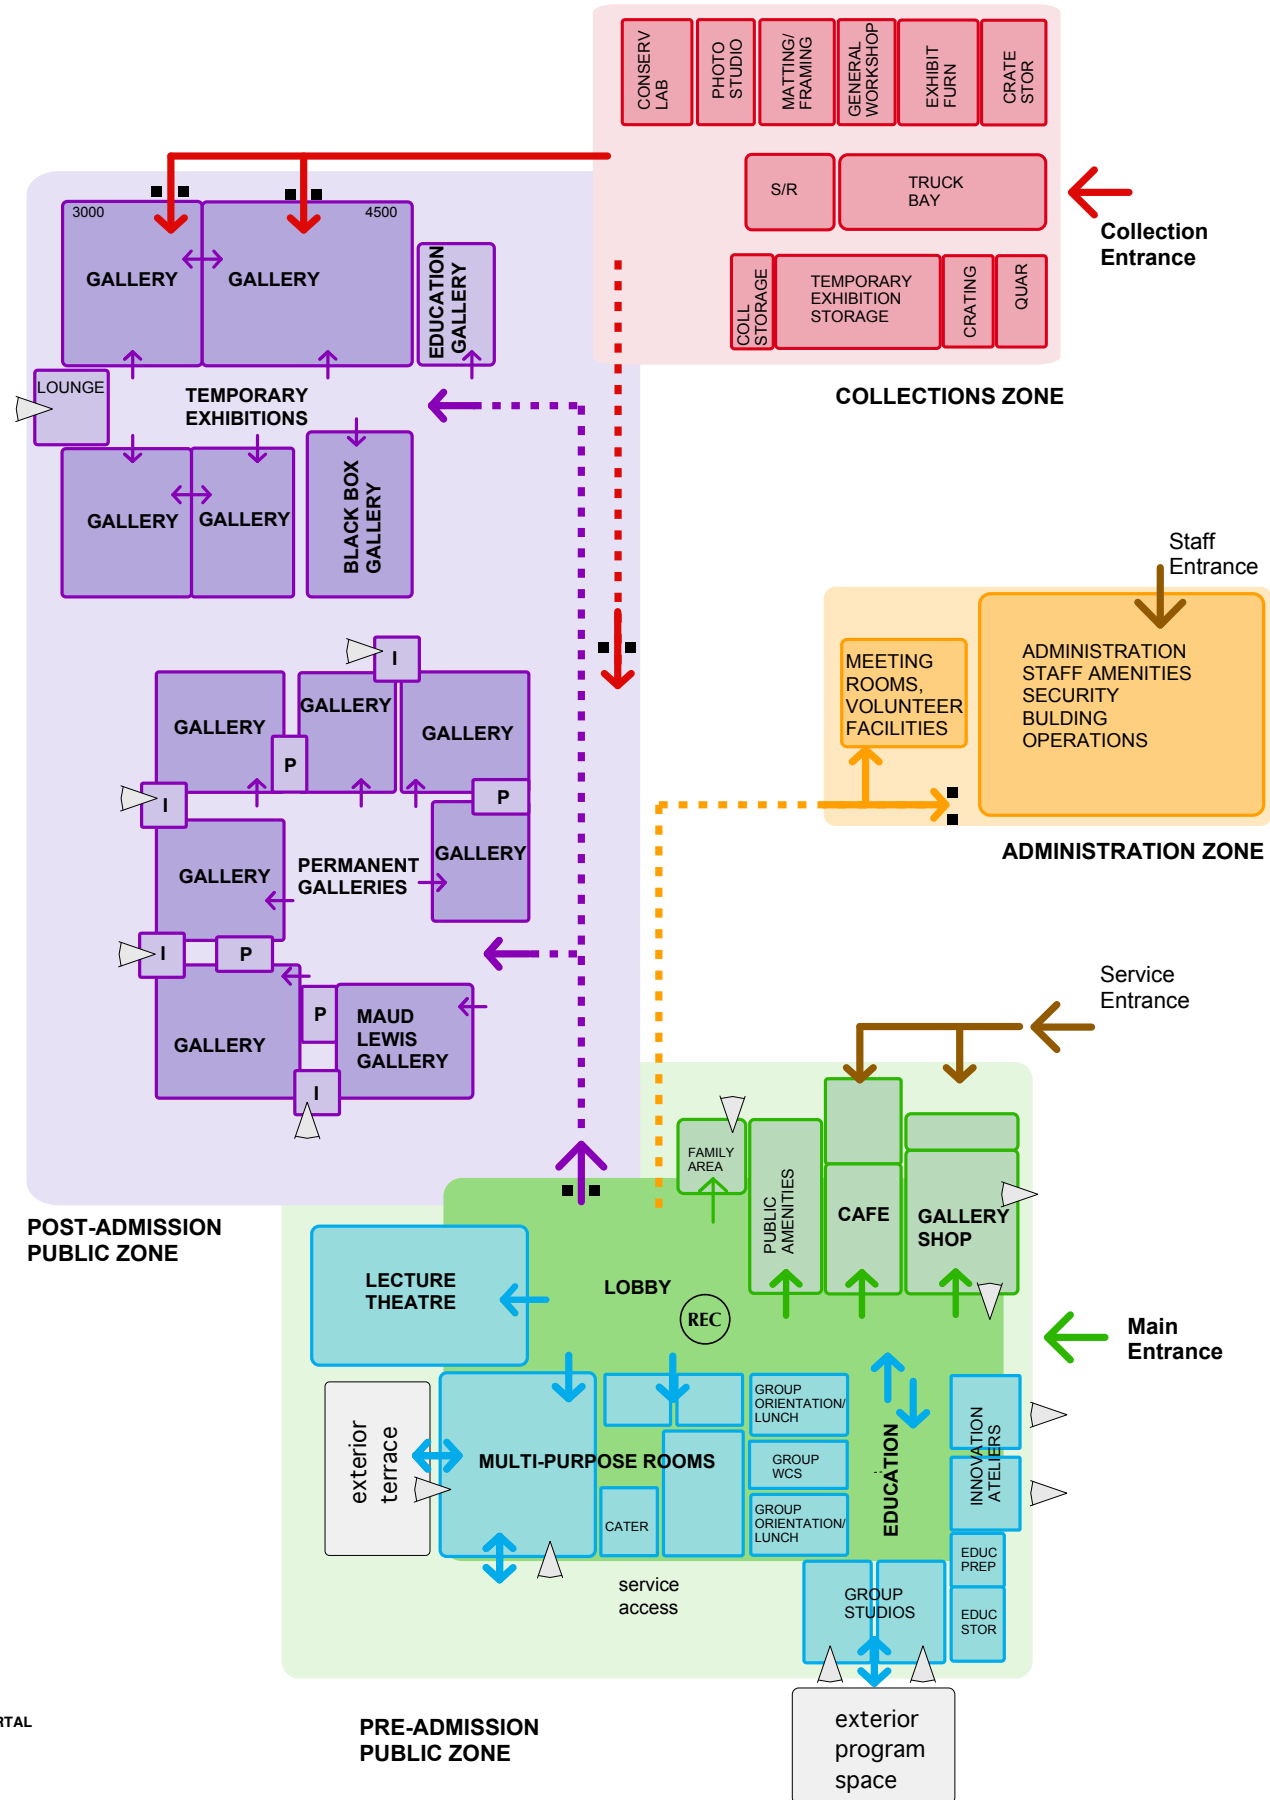 CONSERV
LAB
PHOTO
STUDIO
MATTING/
FRAMING
GENERAL
WORKSHOP
EXHIBIT
FURN
CRATE
STOR
S/R
TRUCK
BAY
Collection
Entrance
COLL
STORAGE
TEMPORARY
EXHIBITION
STORAGE
CRATING
QUAR
COLLECTIONS ZONE
3000
4500
GALLERY
GALLERY
EDUCATION
GALLERY
LOUNGE
TEMPORARY
EXHIBITIONS
GALLERY
GALLERY
BLACK BOX
GALLERY
Staff
Entrance
MEETING
ROOMS,
VOLUNTEER
FACILITIES
ADMINISTRATION
STAFF AMENITIES
SECURITY
BULDING
OPERATIONS
ADMINISTRATION ZONE
I
GALLERY
GALLERY
GALLERY
P
P
I
GALLERY
PERMANENT
GALLERIES
GALLERY
I
P
GALLERY
P
MAUD
LEWIS
GALLERY
I
POST-ADMISSION
PUBLIC ZONE
Service
Entrance
FAMILY
AREA
PUBLIC
AMENITIES
CAFE
GALLERY
SHOP
LECTURE
THEATRE
LOBBY
REC
Main
Entrance
exterior
terrace
MULTI-PURPOSE ROOMS
CATER
GROUP
ORIENTATION/
LUNCH
GROUP
WCS
GROUP
ORIENTATION/
LUNCH
EDUCATION
INNOVATION
ATELIERS
EDUC
PREP
EDUC
STOR
GROUP
STUDIOS
service
access
exterior
program
space
PRE-ADMISSION
PUBLIC ZONE